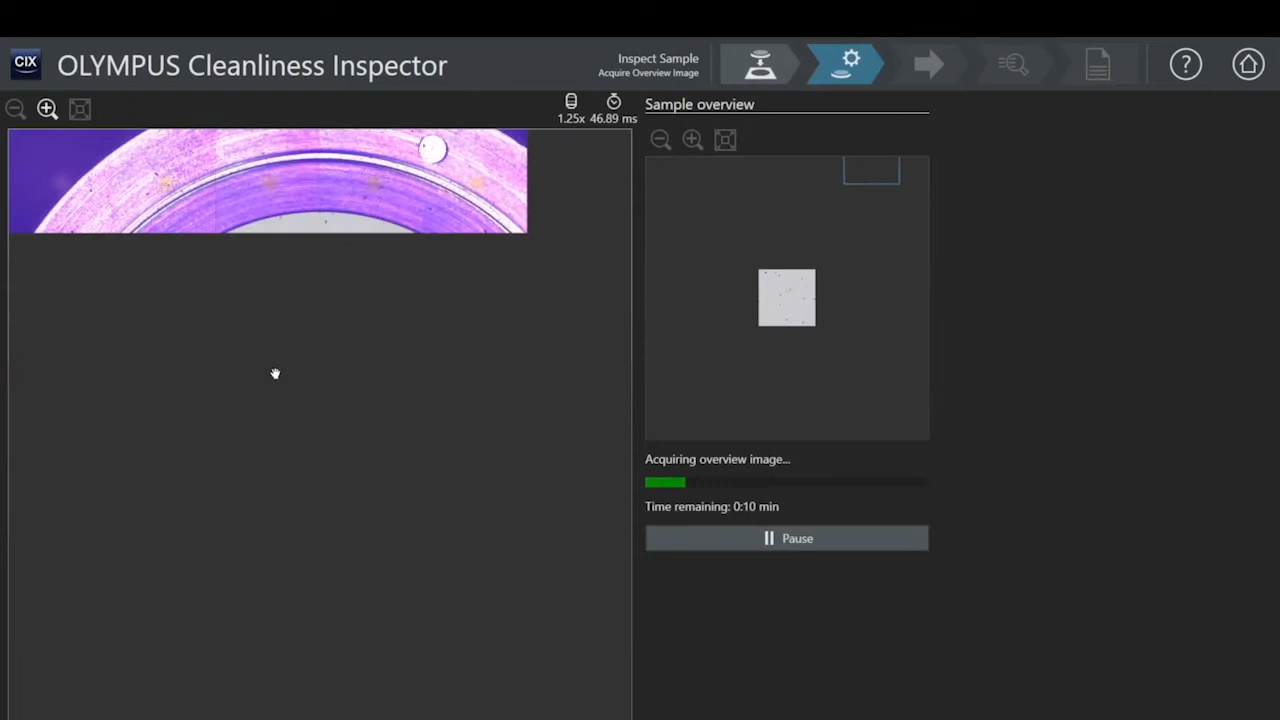 CIX
OLYMPUS Cleanliness Inspector
Inspect Sample
Acquire Overview Image
?
1.25x 46.89 ms
Sample overview
Acquiring overview image...
Time remaining: 0:10 min
Pause